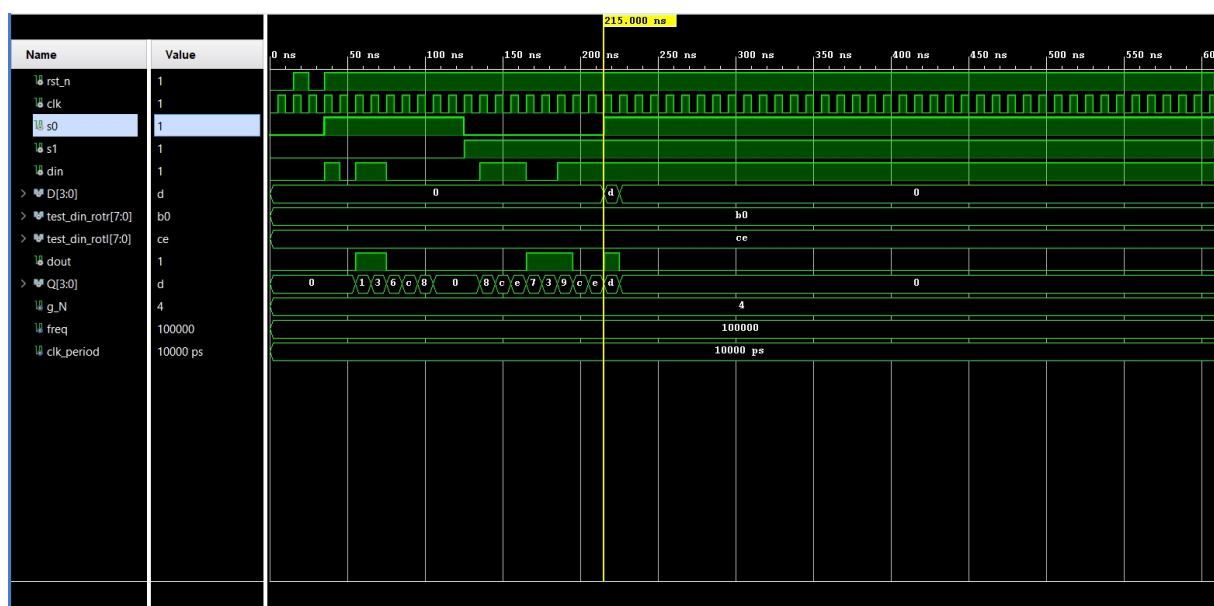 215.000 ns
Name Value
0 ns 50 ns 100 ns 150 ns 200 ns 250 ns 300 ns 350 ns 400 ns 450 ns 500 ns 550 ns 60
rst_n 1
clk 1
s0 1
s1 1
din 1
D[3:0] d 0 d 0
test_din_rotr[7:0] b0 b0
test_din_rotl[7:0] ce ce
dout 1
Q[3:0] d 0 1 3 6 c 8 0 8 c e 7 3 9 c e d 0
g_N 4 4
freq 100000 100000
clk_period 10000 ps 10000 ps